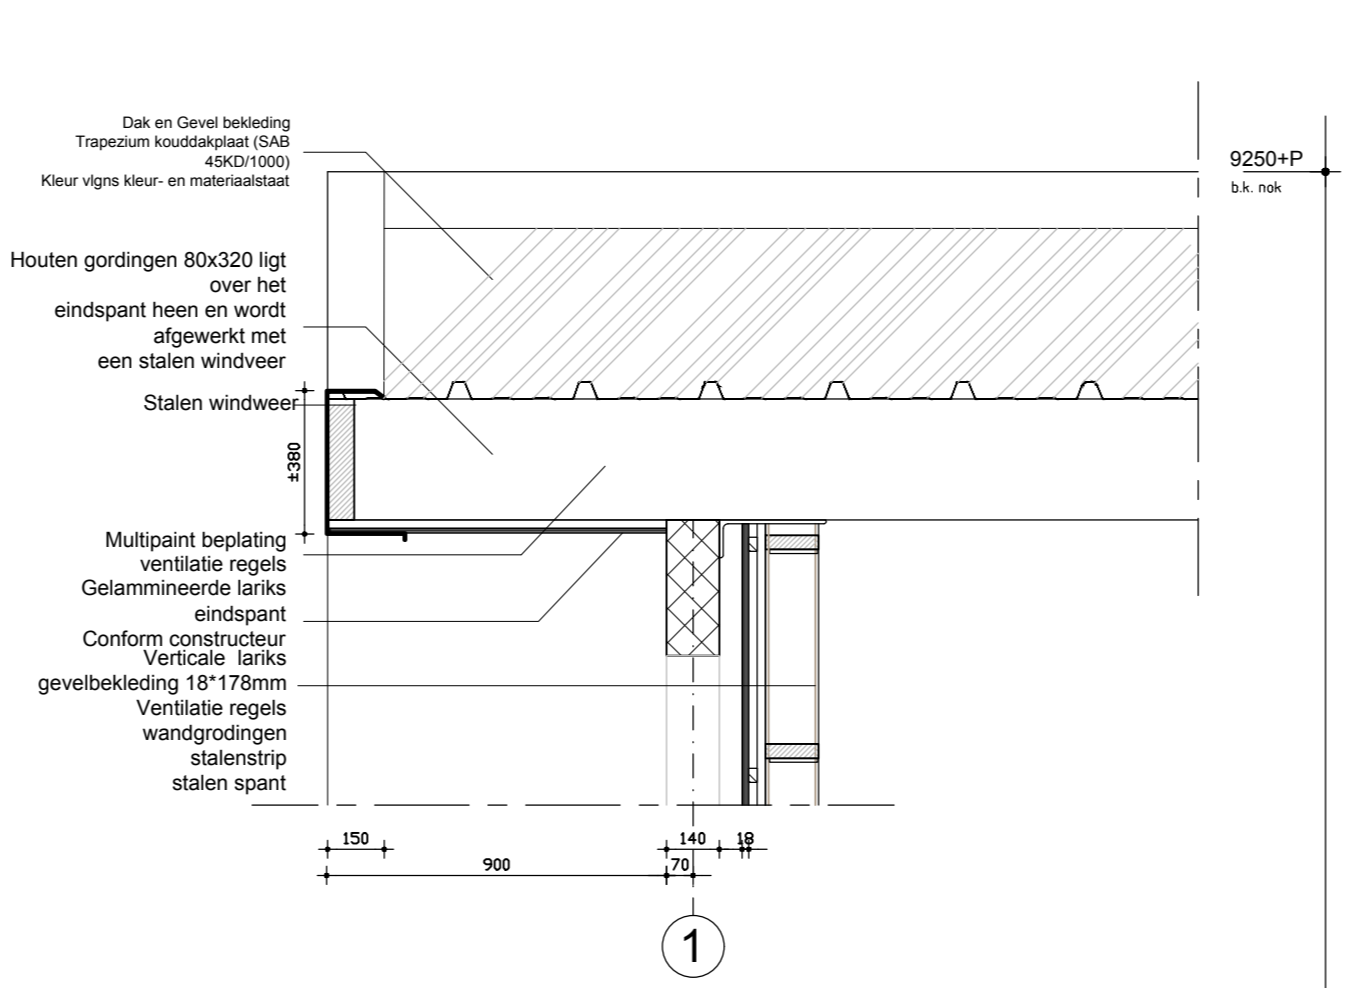 Dak en Gevel bekleding
Trapezium kouddakplaat (SAB
45KD/1000)
Kleur vlgns kleur- en materiaalstaat
9250+P
b.k. nok
Houten gordingen 80x320 ligt
over het
eindspant heen en wordt
afgewerkt met
een stalen windveer
Stalen windweer
±380
Multipaint beplating
ventilatie regels
Gelammineerde lariks
eindspant
Conform constructeur
Verticale lariks
gevelbekleding 18*178mm
Ventilatie regels
wandgrodingen
stalenstrip
stalen spant
150
140
18
900
70
1